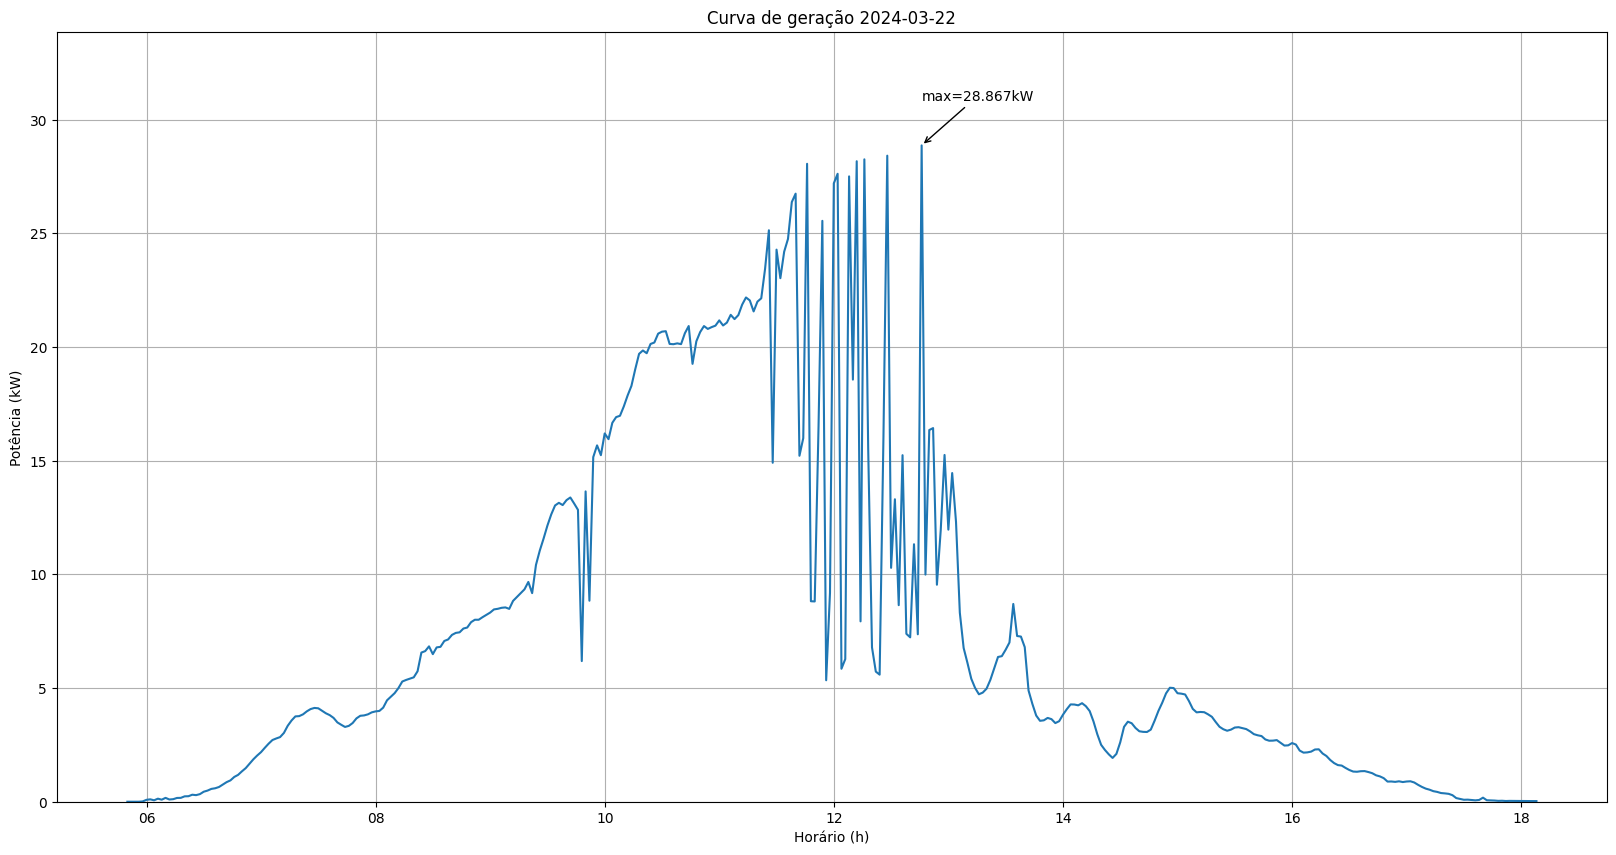 Curva de geração 2024-03-22
max=28.867kW
30
25
20
15
10
5
0
Potência (kW)
06 08 10 12 14 16 18
Horário (h)